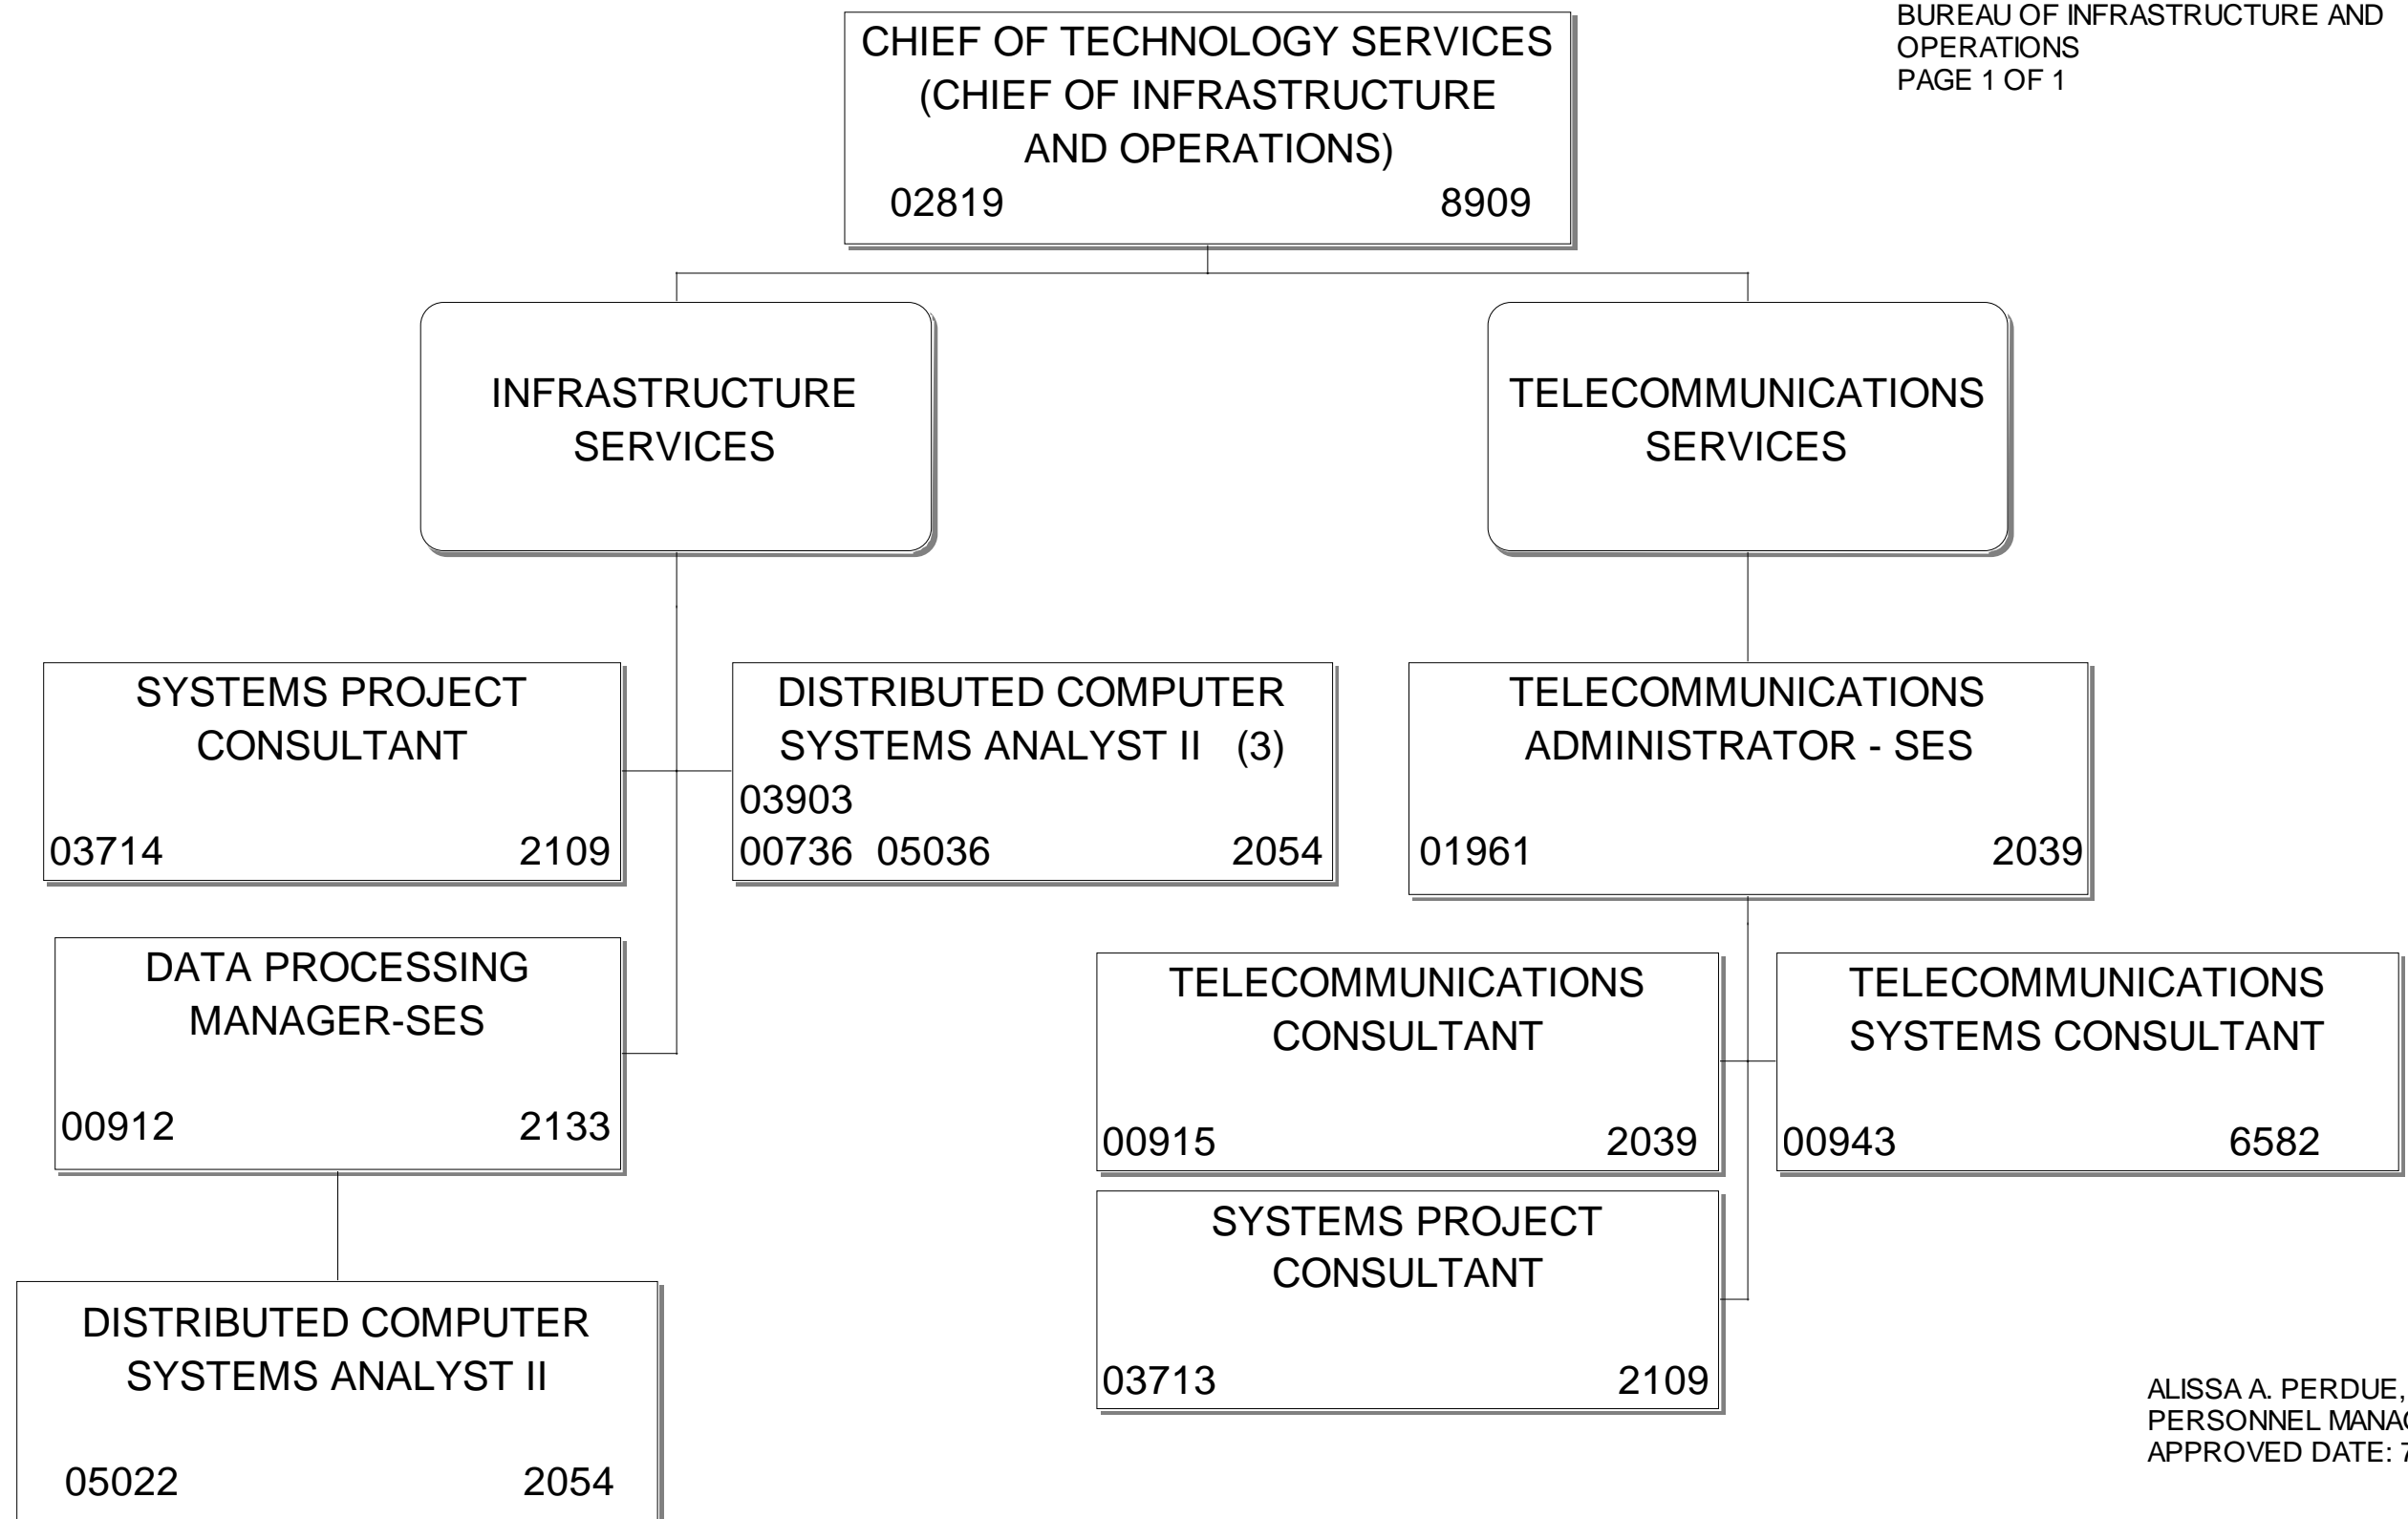 BUREAU OF INFRASTRUCTURE AND
OPERATIONS
PAGE 1 OF 1
CHIEF OF TECHNOLOGY SERVICES
(CHIEF OF INFRASTRUCTURE
AND OPERATIONS)
02819 8909
INFRASTRUCTURE
SERVICES
TELECOMMUNICATIONS
SERVICES
SYSTEMS PROJECT
CONSULTANT
03714 2109
DISTRIBUTED COMPUTER
SYSTEMS ANALYST II (3)
03903
00736 05036 2054
TELECOMMUNICATIONS
ADMINISTRATOR - SES
01961 2039
DATA PROCESSING
MANAGER-SES
00912 2133
TELECOMMUNICATIONS
CONSULTANT
00915 2039
TELECOMMUNICATIONS
SYSTEMS CONSULTANT
00943 6582
SYSTEMS PROJECT
CONSULTANT
03713 2109
DISTRIBUTED COMPUTER
SYSTEMS ANALYST II
05022 2054
ALISSA A. PERDUE,
PERSONNEL
APPROVED DATE: